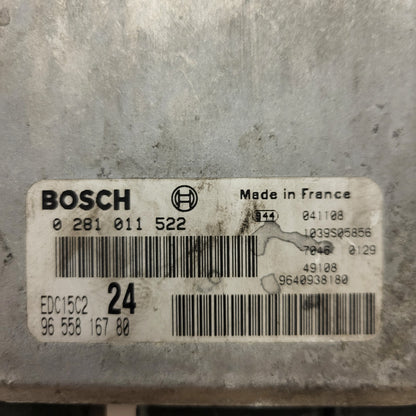 BOSCH
Made in France
0 281 011 522
944 041108
1039S05856
7046 0129
49108
9640938180
EDC15C2 24
96 558 167 80